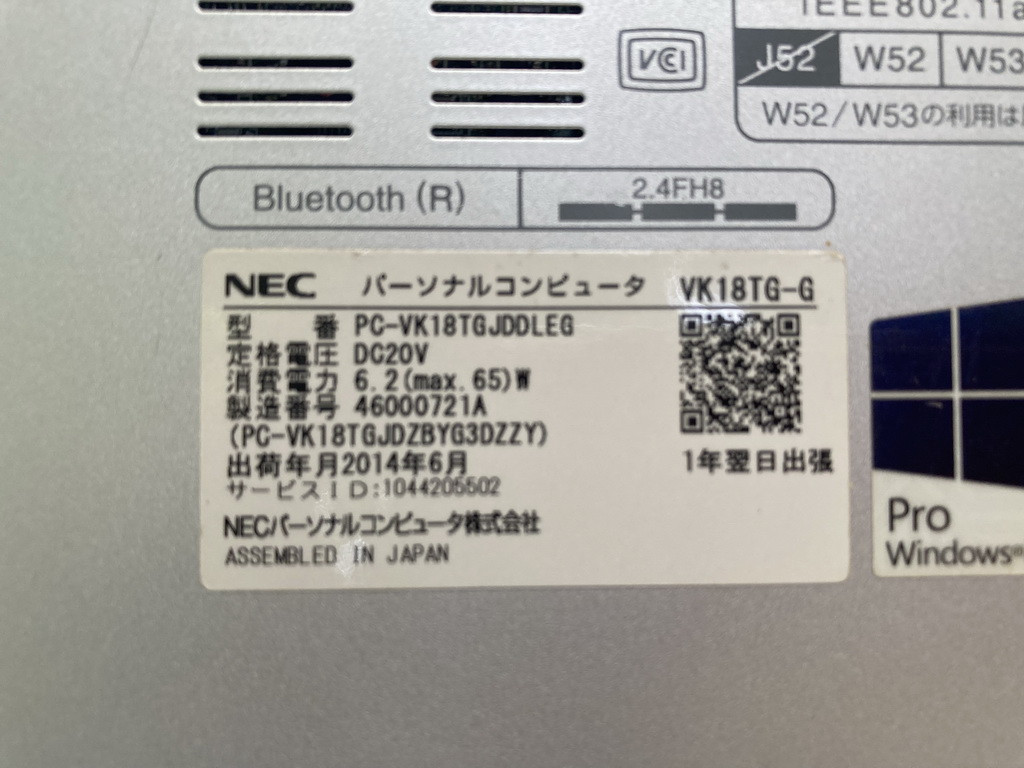 IEEE802.11a
VCCI
J52 W52 W53
W52/W53の利用は
Bluetooth (R) 2.4FH8
NEC パーソナルコンピュータ VK18TG-G
型 番 PC-VK18TGJDDLEG
定格電圧 DC20V
消費電力 6.2(max.65)W
製造番号 46000721A
(PC-VK18TGJDZBYG3DZZY)
出荷年月2014年6月
1年翌日出張
サービスID:1044205502
NECパーソナルコンピュータ株式会社
ASSEMBLED IN JAPAN
Pro
Windows®